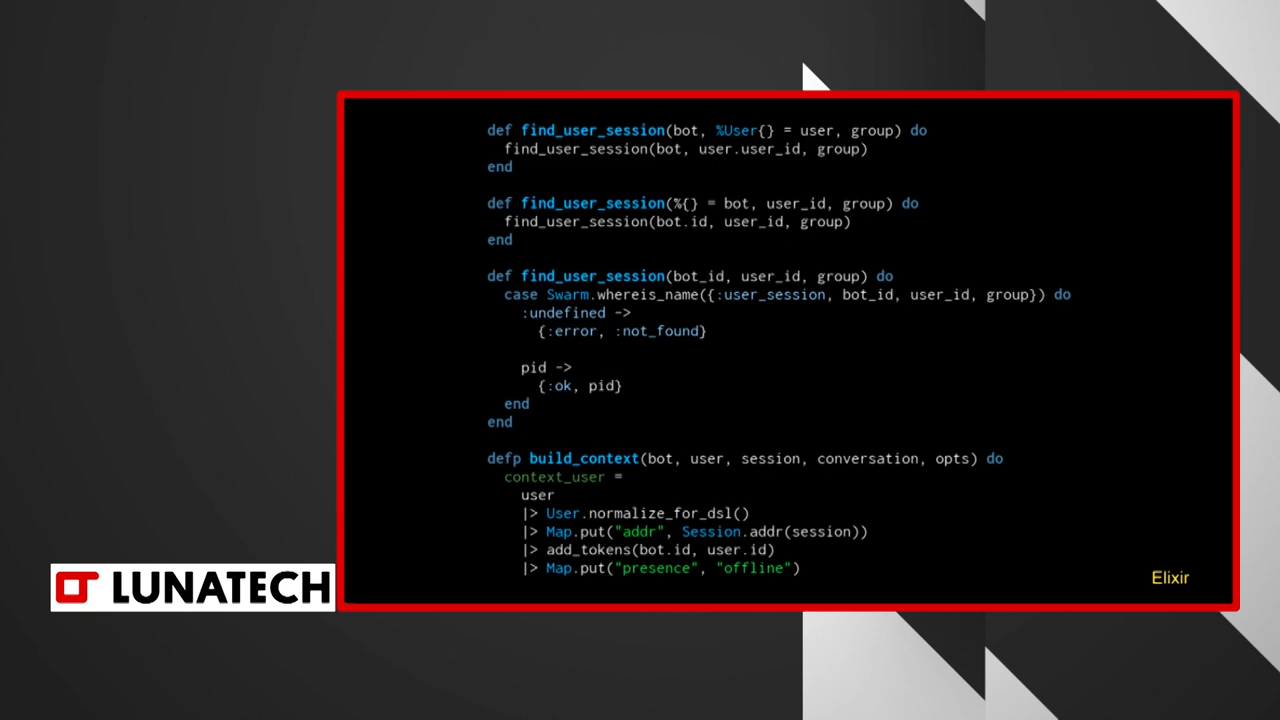 def find_user_session(bot, %User{} = user, group) do
find_user_session(bot, user.user_id, group)
end
def find_user_session(%{} = bot, user_id, group) do
find_user_session(bot.id, user_id, group)
end
def find_user_session(bot_id, user_id, group) do
case Swarm.whereis_name({:user_session, bot_id, user_id, group}) do
:undefined ->
{:error, :not_found}
pid ->
{:ok, pid}
end
end
defp build_context(bot, user, session, conversation, opts) do
context_user =
user
|> User.normalize_for_dsl()
|> Map.put("addr", Session.addr(session))
|> add_tokens(bot.id, user.id)
|> Map.put("presence", "offline")
Elixir
LUNATECH